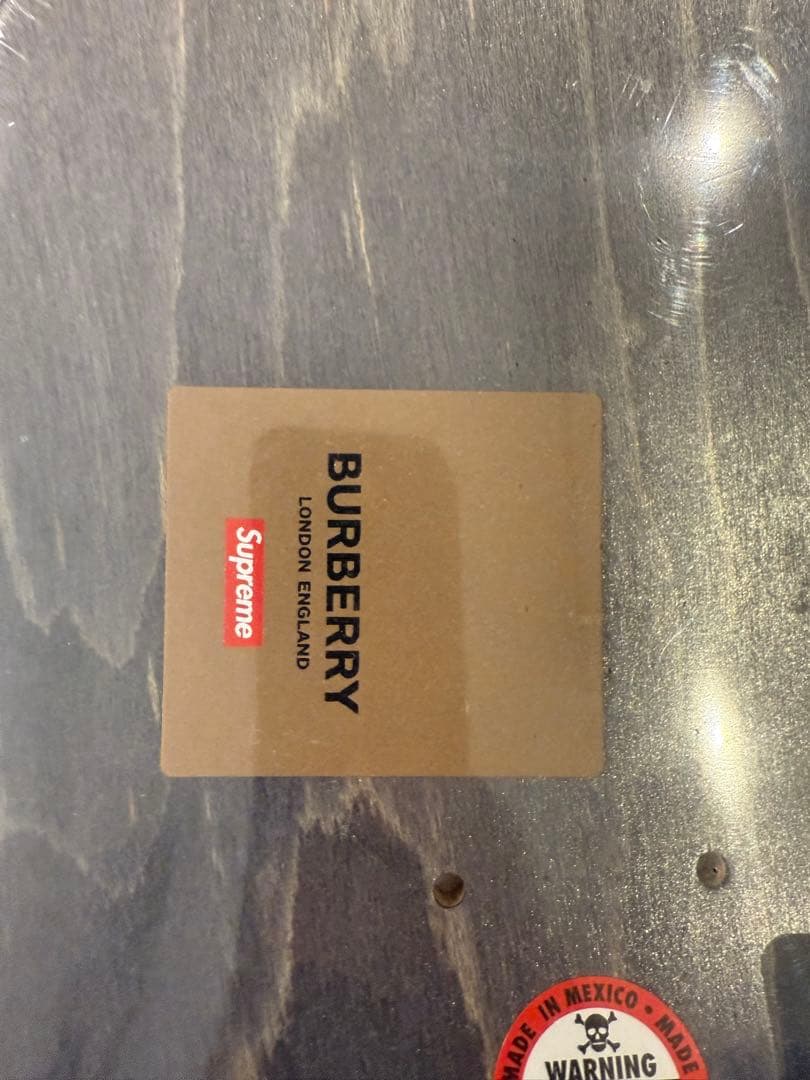 BURBERRY
LONDON ENGLAND
Supreme
MADE IN MEXICO • MADE
WARNING